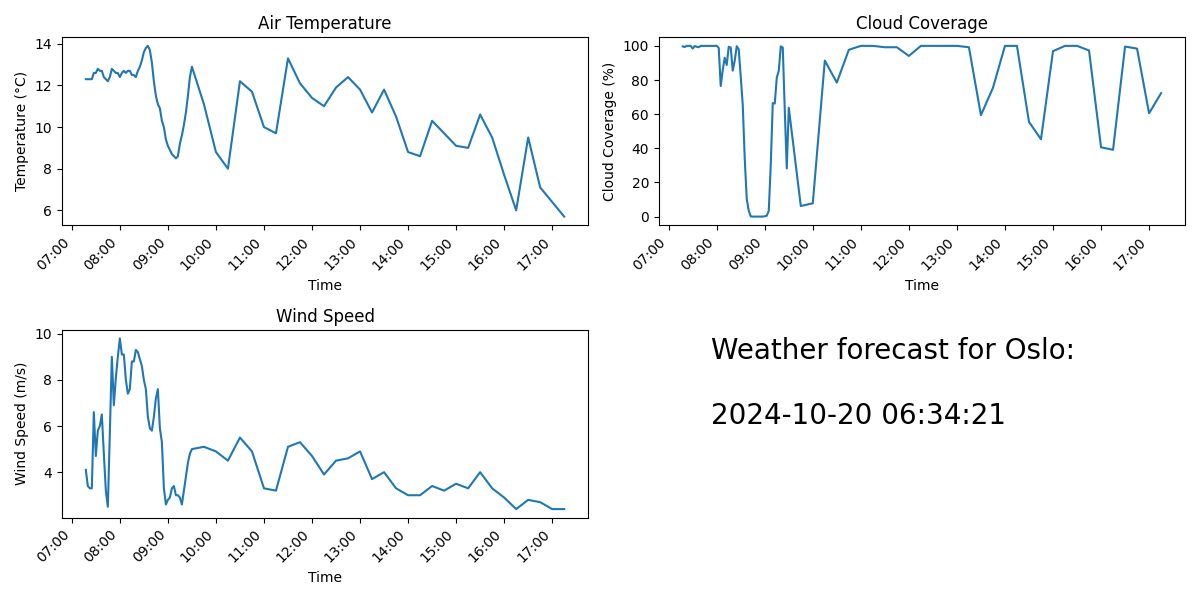 Air Temperature
Temperature (°C)
14
12
10
8
6
07:00 08:00 09:00 10:00 11:00 12:00 13:00 14:00 15:00 16:00 17:00
Time
Cloud Coverage
Cloud Coverage (%)
100
80
60
40
20
0
07:00 08:00 09:00 10:00 11:00 12:00 13:00 14:00 15:00 16:00 17:00
Time
Wind Speed
Wind Speed (m/s)
10
8
6
4
07:00 08:00 09:00 10:00 11:00 12:00 13:00 14:00 15:00 16:00 17:00
Time
Weather forecast for Oslo:
2024-10-20 06:34:21